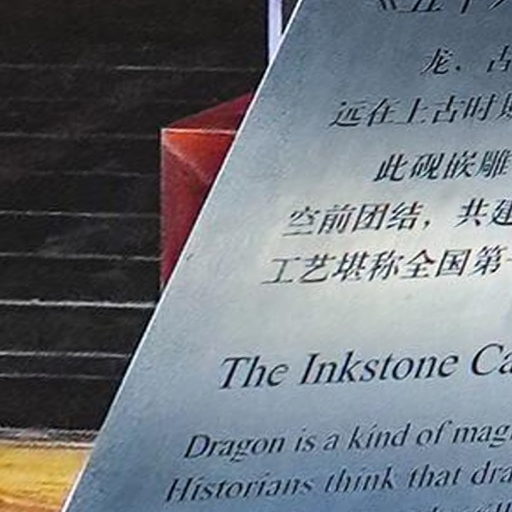 龙，古
远在上古时
此砚嵌雕
空前团结，共建
工艺堪称全国第一
The Inkstone Ca
Dragon is a kind of mag
Historians think that dra